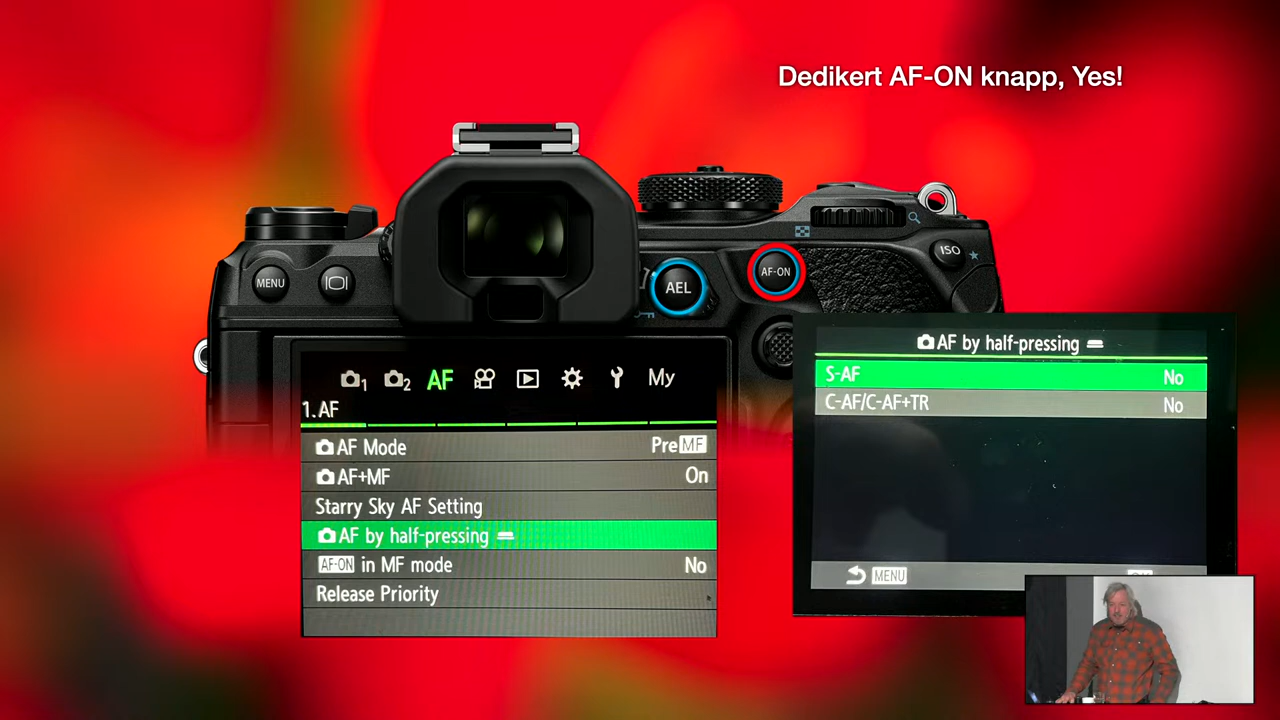 Dedikert AF-ON knapp, Yes!
MENU
AEL
AF-ON
ISO
1 2 AF My
1.AF
AF Mode PreMF
AF+MF On
Starry Sky AF Setting
AF by half-pressing
AF-ON in MF mode No
Release Priority
AF by half-pressing
S-AF No
C-AF/C-AF+TR No
MENU